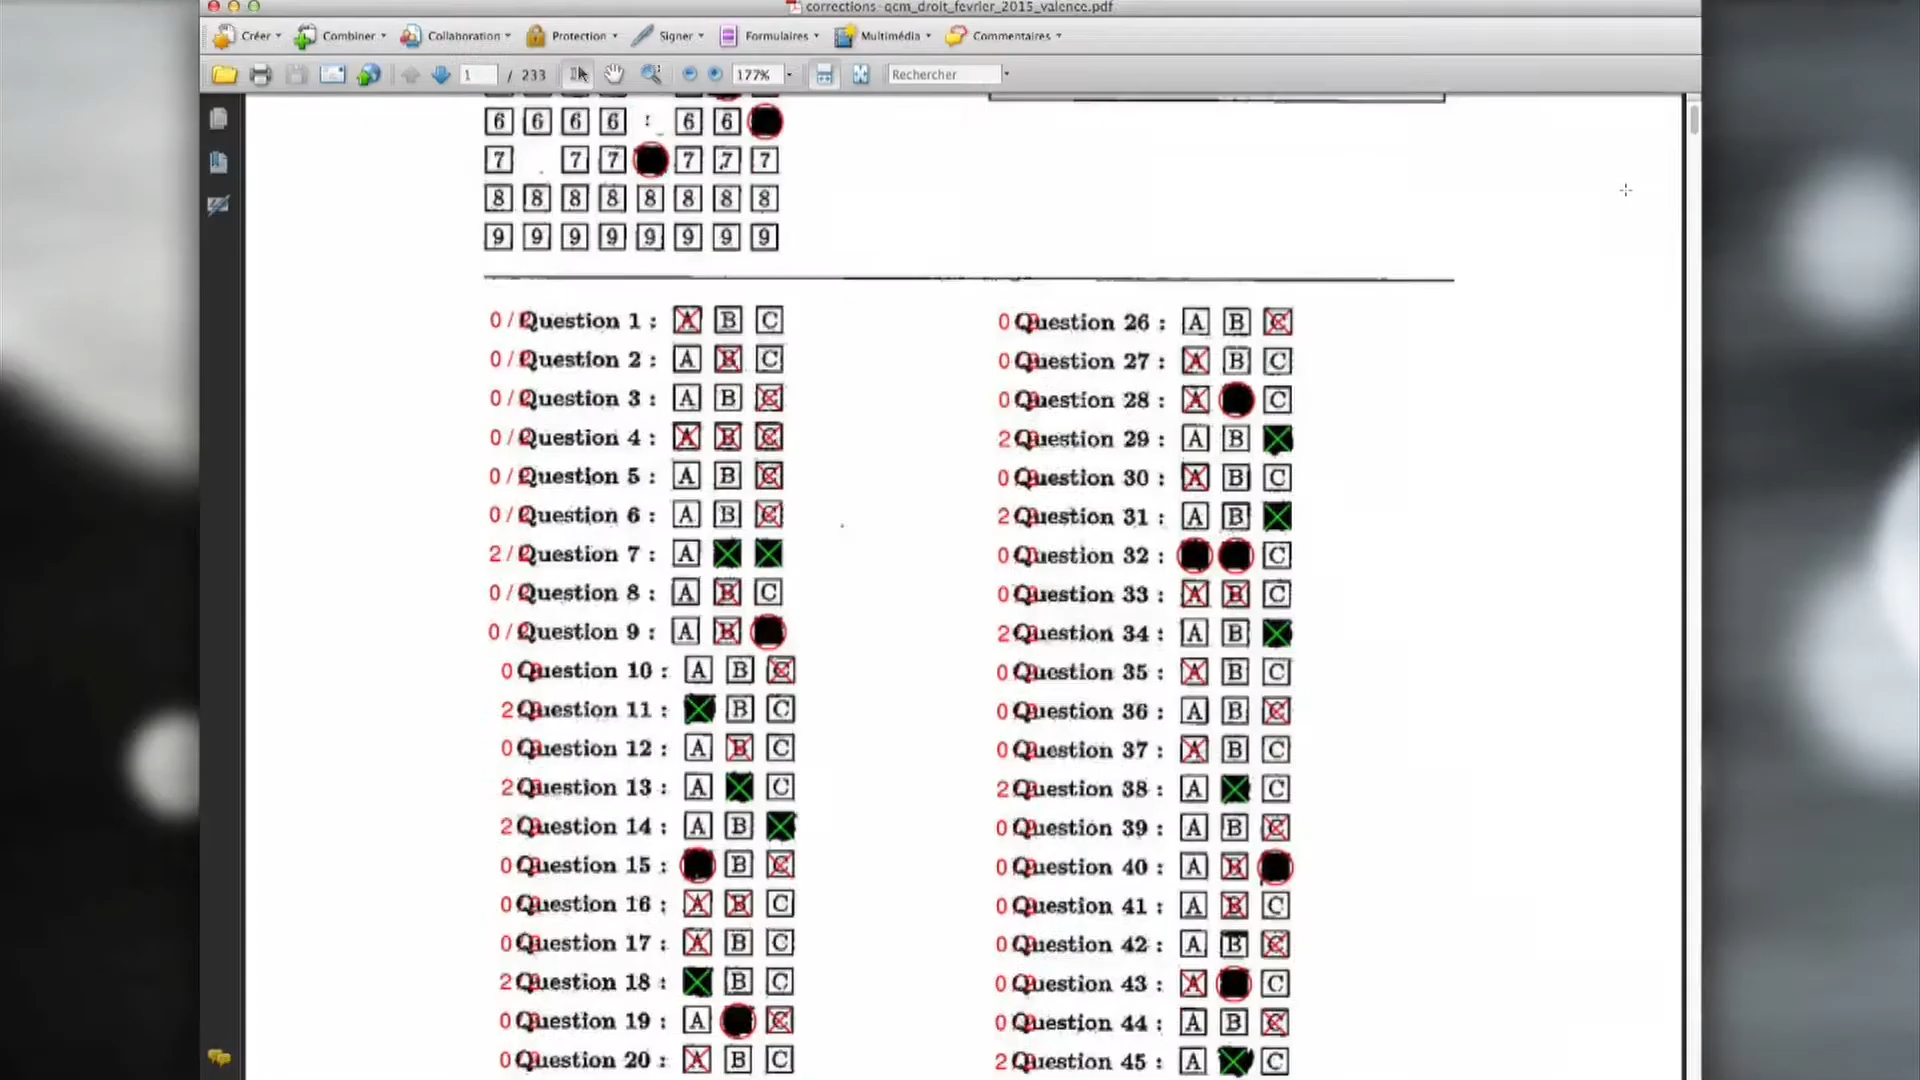 corrections-qcm_droit_fevrier_2015_valence.pdf
Créer Combiner Collaboration Protection Signer Formulaires Multimédia Commentaires
1 / 233 177% Rechercher
6 6 6 6 6 6
7 7 7 7 7 7
8 8 8 8 8 8 8 8
9 9 9 9 9 9 9 9
0 / Question 1 : A B C
0 / Question 2 : A B C
0 / Question 3 : A B C
0 / Question 4 : A B C
0 / Question 5 : A B C
0 / Question 6 : A B C
2 / Question 7 : A
0 / Question 8 : A B C
0 / Question 9 : A B
0 Question 10 : A B C
2 Question 11 : B C
0 Question 12 : A B C
2 Question 13 : A C
2 Question 14 : A B
0 Question 15 : B C
0 Question 16 : A B C
0 Question 17 : A B C
2 Question 18 : B C
0 Question 19 : A C
0 Question 20 : A B C
0 Question 26 : A B C
0 Question 27 : A B C
0 Question 28 : A C
2 Question 29 : A B
0 Question 30 : A B C
2 Question 31 : A B
0 Question 32 : C
0 Question 33 : A B C
2 Question 34 : A B
0 Question 35 : A B C
0 Question 36 : A B C
0 Question 37 : A B C
2 Question 38 : A C
0 Question 39 : A B C
0 Question 40 : A B
0 Question 41 : A B C
0 Question 42 : A B C
0 Question 43 : A C
0 Question 44 : A B C
2 Question 45 : A C